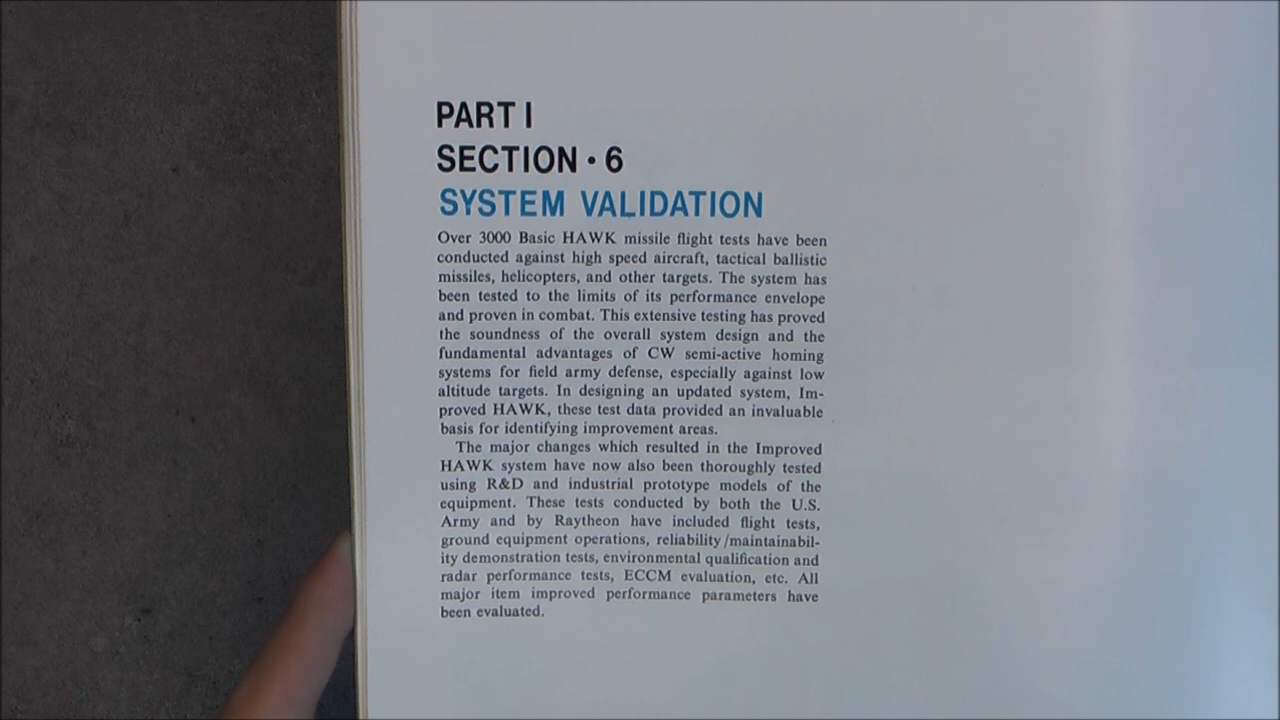 PART I
SECTION · 6
SYSTEM VALIDATION
Over 3000 Basic HAWK missile flight tests have been
conducted against high speed aircraft, tactical ballistic
missiles, helicopters, and other targets. The system has
been tested to the limits of its performance envelope
and proven in combat. This extensive testing has proved
the soundness of the overall system design and the
fundamental advantages of CW semi-active homing
systems for field army defense, especially against low
altitude targets. In designing an updated system, Im-
proved HAWK, these test data provided an invaluable
basis for identifying improvement areas.
The major changes which resulted in the Improved
HAWK system have now also been thoroughly tested
using R&D and industrial prototype models of the
equipment. These tests conducted by both the U.S.
Army and by Raytheon have included flight tests,
ground equipment operations, reliability/maintainabil-
ity demonstration tests, environmental qualification and
radar performance tests, ECCM evaluation, etc. All
major item improved performance parameters have
been evaluated.